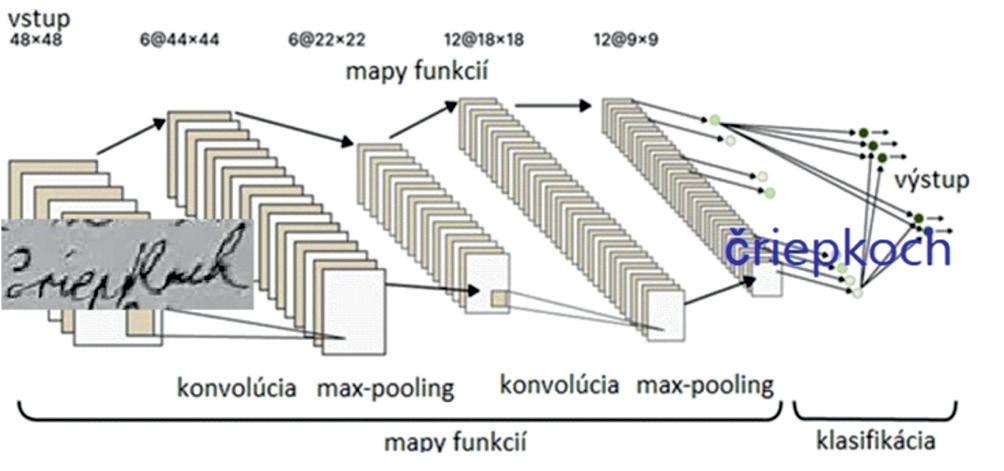 vstup
48×48 6@44×44 6@22×22 12@18×18 12@9×9
mapy funkcií
výstup
čriepkoch
čriepkoch
konvolúcia max-pooling konvolúcia max-pooling
mapy funkcií klasifikácia